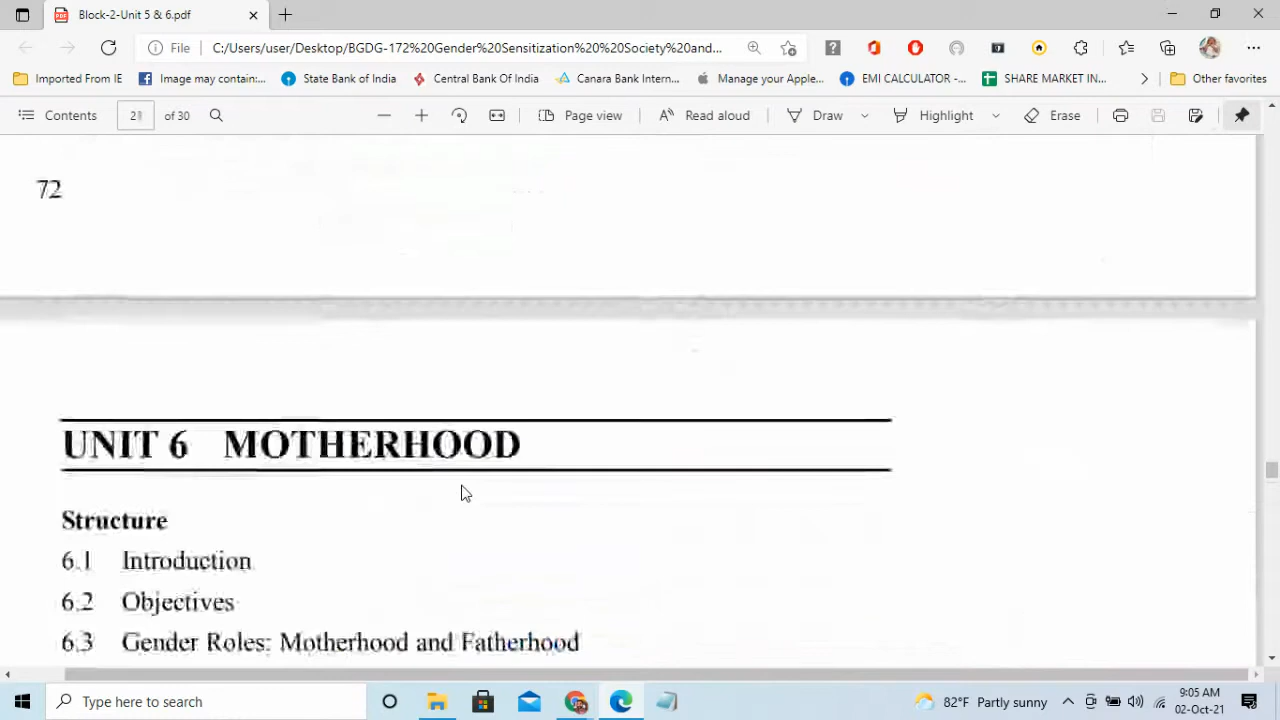 Block-2-Unit 5 & 6.pdf
File C:/Users/user/Desktop/BGDG-172%20Gender%20Sensitization%20%20Society%20and...
Imported From IE Image may contain:... State Bank of India Central Bank Of India Canara Bank Intern... Manage your Apple... EMI CALCULATOR -... SHARE MARKET IN... Other favorites
Contents of 30 Page view Read aloud Draw Highlight Erase
72
UNIT 6 MOTHERHOOD
Structure
6.1 Introduction
6.2 Objectives
6.3 Gender Roles: Motherhood and Fatherhood
Type here to search 82°F Partly sunny 9:05 AM
02-Oct-21